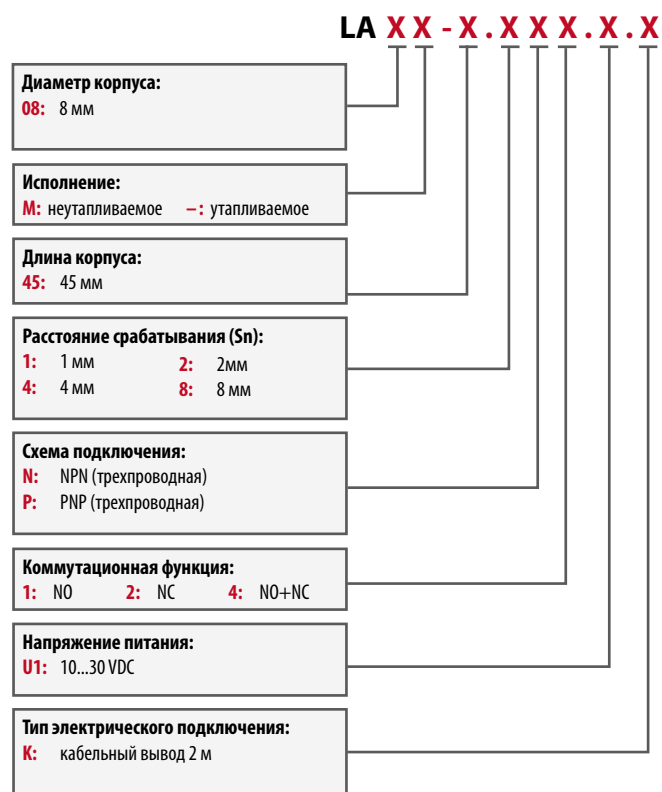 LA X X - X . X X X . X . X
Диаметр корпуса:
08: 8 мм
Исполнение:
M: неутапливаемое – : утапливаемое
Длина корпуса:
45: 45 мм
Расстояние срабатывания (Sn):
1: 1 мм 2: 2мм
4: 4 мм 8: 8 мм
Схема подключения:
N: NPN (трехпроводная)
P: PNP (трехпроводная)
Коммутационная функция:
1: NO 2: NC 4: NO+NC
Напряжение питания:
U1: 10...30 VDC
Тип электрического подключения:
K: кабельный вывод 2 м